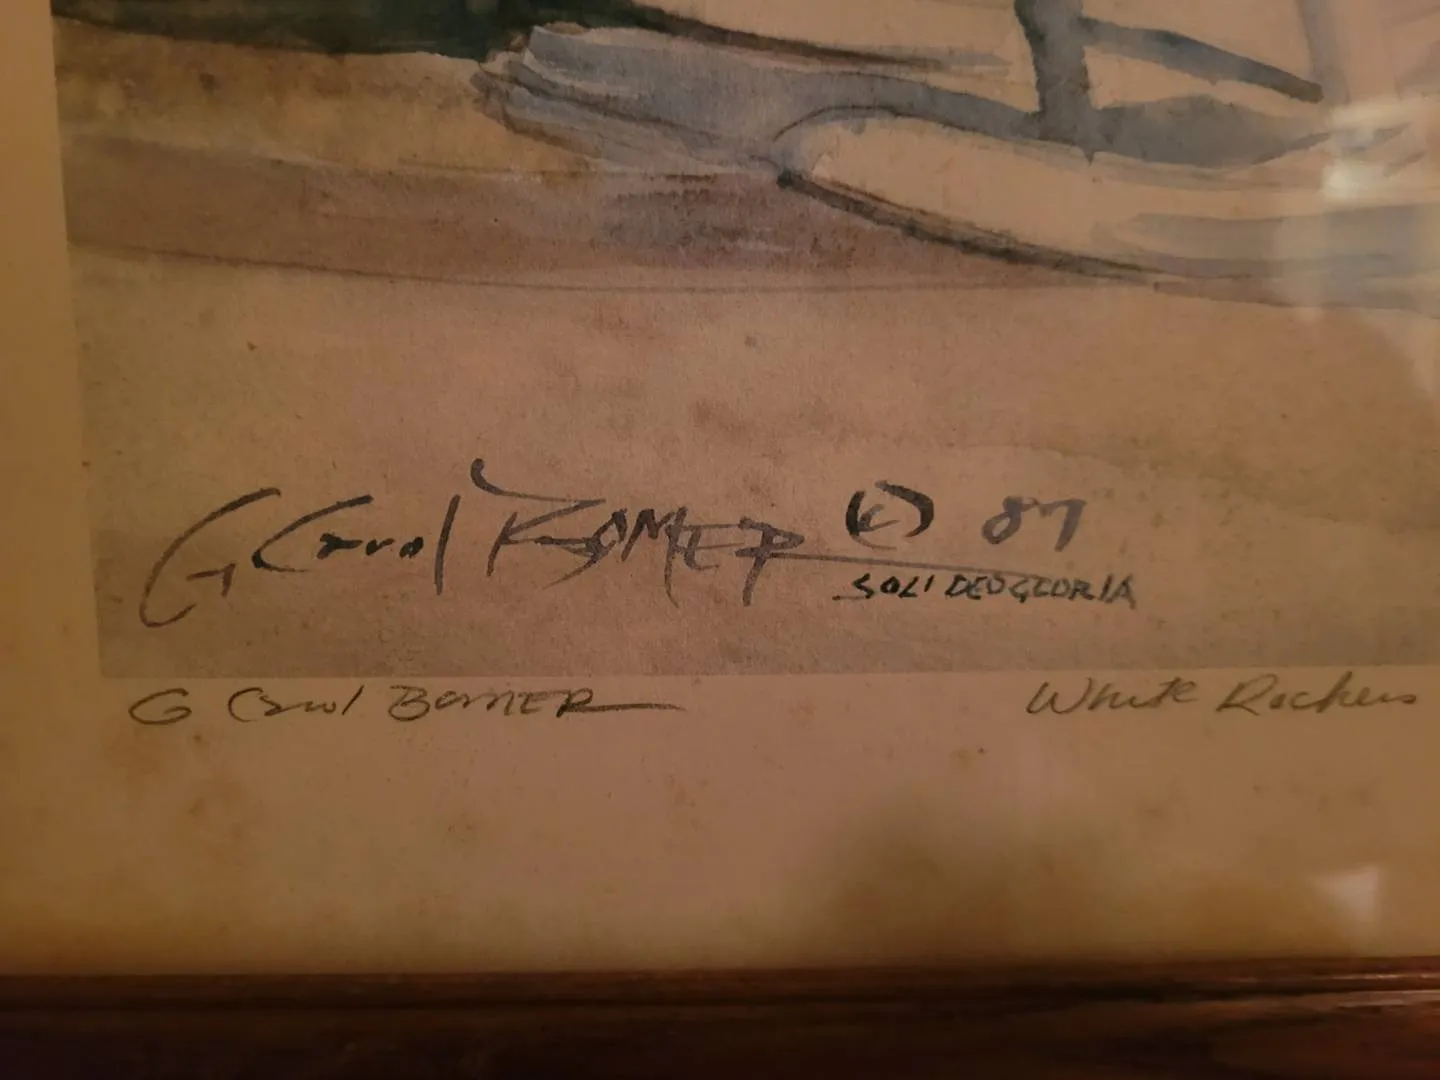 G Carol BOMER (C) 87
SOLI DEO GLORIA
G Carol BOMER
White Rockers